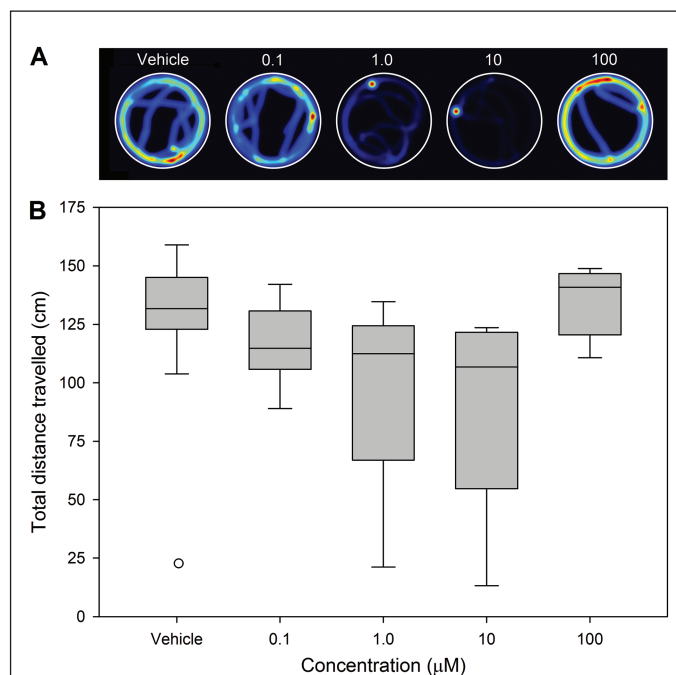 A
Vehicle 0.1 1.0 10 100
B
Total distance travelled (cm)
175
150
125
100
75
50
25
0
Vehicle 0.1 1.0 10 100
Concentration (μM)